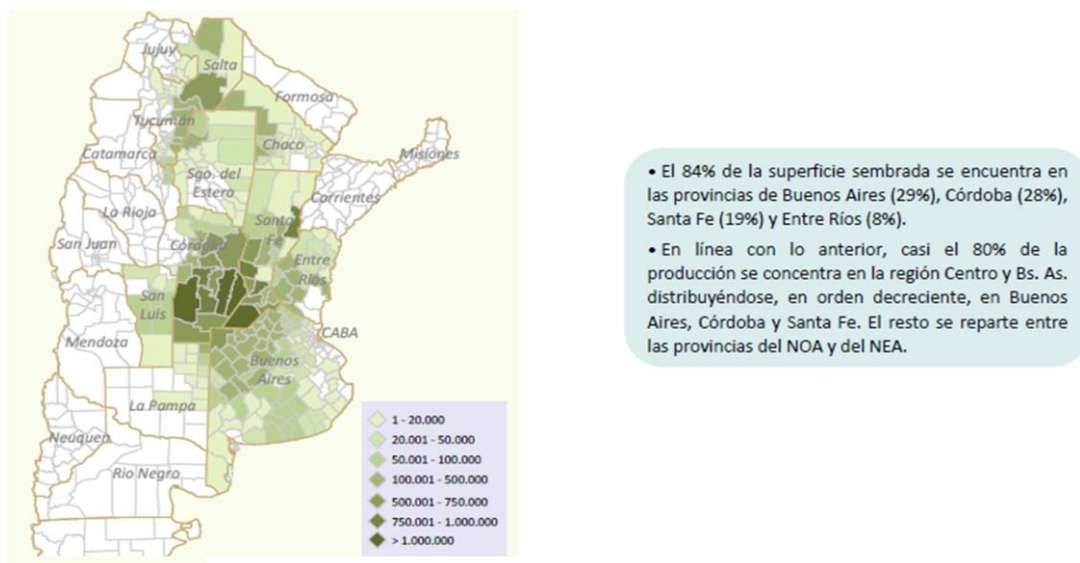 Jujuy
Salta
Formosa
Tucumán
Chaco
Catamarca
Misiones
Sgo. del
Estero
Corrientes
La Rioja
Santa
Fe
San Juan
Córdoba
Entre
Ríos
San
Luis
CABA
Mendoza
Buenos
Aires
La Pampa
Neuquen
Rio Negro
1 - 20.000
20.001 - 50.000
50.001 - 100.000
100.001 - 500.000
500.001 - 750.000
750.001 - 1.000.000
> 1.000.000
• El 84% de la superficie sembrada se encuentra en
las provincias de Buenos Aires (29%), Córdoba (28%),
Santa Fe (19%) y Entre Ríos (8%).
• En línea con lo anterior, casi el 80% de la
producción se concentra en la región Centro y Bs. As.
distribuyéndose, en orden decreciente, en Buenos
Aires, Córdoba y Santa Fe. El resto se reparte entre
las provincias del NOA y del NEA.